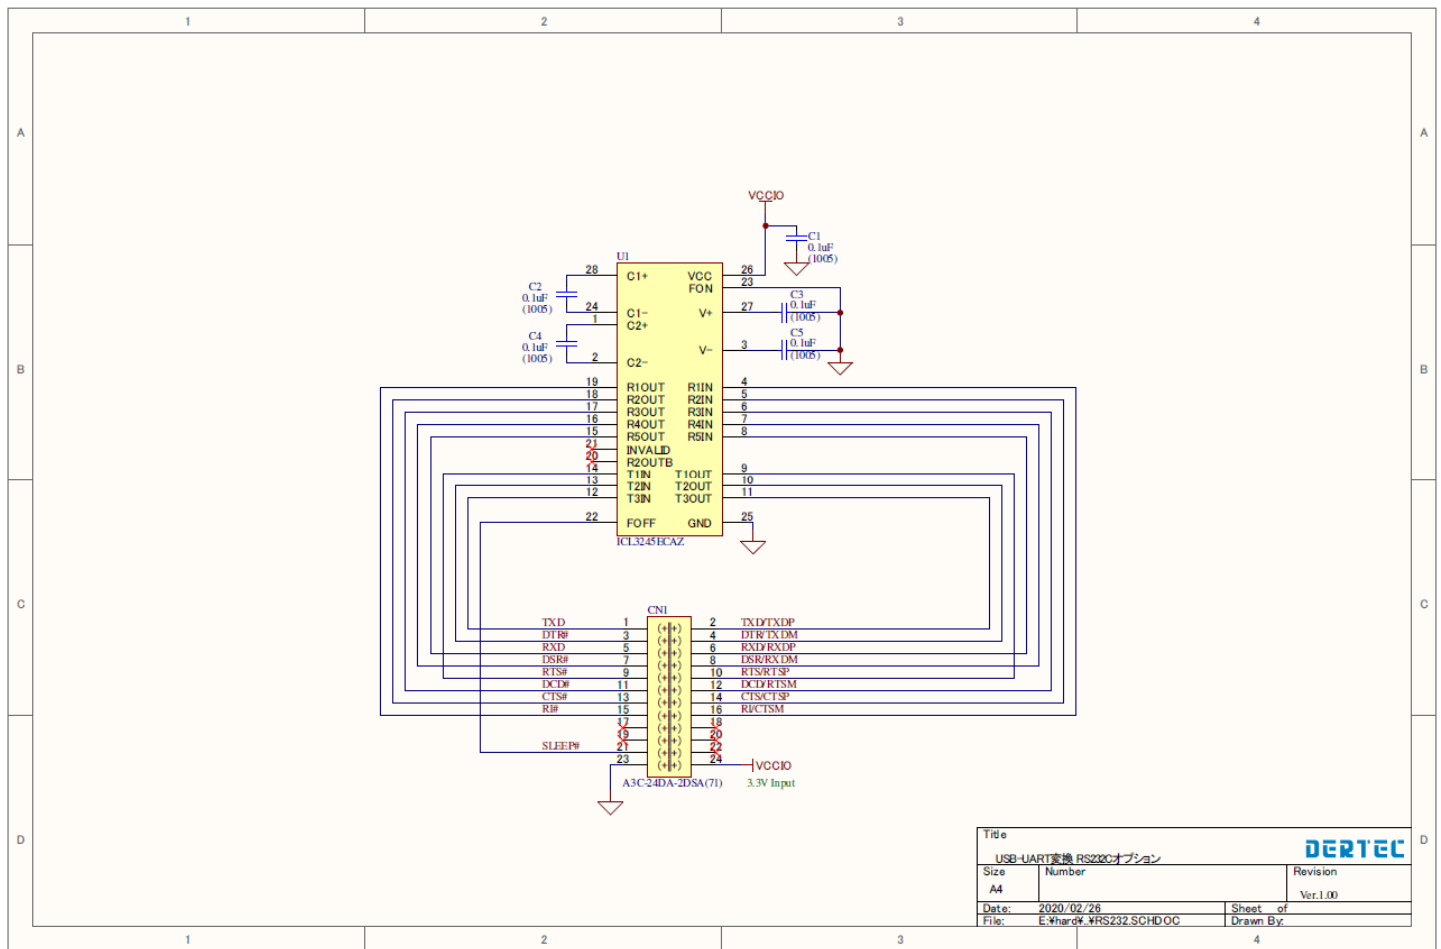 1 2 3 4
A A
VCCIO
C1
0.1uF
(1005)
U1
28 C1+ VCC 26
FON 23
C2
0.1uF
(1005)
24 C1- V+ 27
C3
0.1uF
(1005)
1 C2+
C4
0.1uF
(1005)
C5
0.1uF
(1005)
V- 3
2 C2-
B B
19 R1OUT R1IN 4
18 R2OUT R2IN 5
17 R3OUT R3IN 6
16 R4OUT R4IN 7
15 R5OUT R5IN 8
21 INVALID
20 R2OUTB
14 T1IN T1OUT 9
13 T2IN T2OUT 10
12 T3IN T3OUT 11
22 FOFF GND 25
ICL3245ECAZ
C C
CN1
TXD 1 2 TXD/TXDP
DTR# 3 4 DTR/TXDM
RXD 5 6 RXD/RXDP
DSR# 7 8 DSR/RXDM
RTS# 9 10 RTS/RTSP
DCD# 11 12 DCD/RTSM
CTS# 13 14 CTS/CTSP
RI# 15 16 RI/CTSM
17 18
19 20
SLEEP# 21 22
23 24 VCCIO
A3C-24DA-2DSA(71) 3.3V Input
D D
Title
DERTEC
USB-UART変換 RS232Cオプション
Size Number Revision
A4 Ver.1.00
Date: 2020/02/26 Sheet of
File: E:¥hard¥..¥RS232.SCHDOC Drawn By:
1 2 3 4